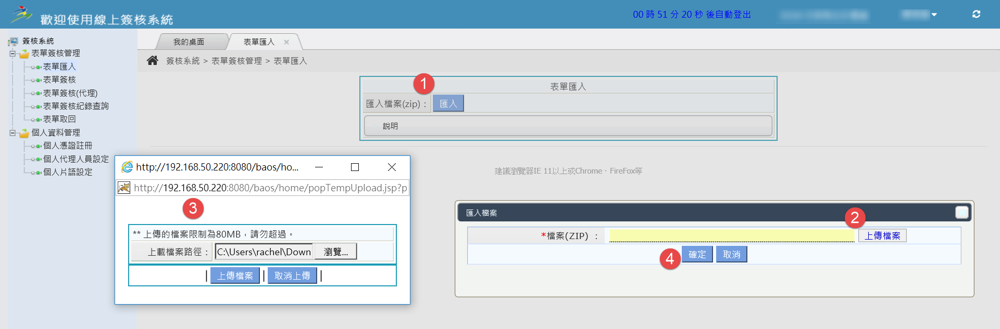 歡迎使用線上簽核系統
00 時 51 分 20 秒 後自動登出
簽核系統
表單簽核管理
表單匯入
表單簽核
表單簽核(代理)
表單簽核紀錄查詢
表單取回
個人資料管理
個人憑證註冊
個人代理人員設定
個人片語設定
我的桌面
表單匯入
簽核系統 > 表單簽核管理 > 表單匯入
1
表單匯入
匯入檔案(zip)：
匯入
說明
建議瀏覽器IE 11以上或Chrome、FireFox等
http://192.168.50.220:8080/baos/ho...
http://192.168.50.220:8080/baos/home/popTempUpload.jsp?p
3
** 上傳的檔案限制為80MB，請勿超過。
上載檔案路徑：
C:\Users\rachel\Down
瀏覽...
| 上傳檔案 | 取消上傳 |
匯入檔案
2
*檔案(ZIP) ：
上傳檔案
4
確定
取消